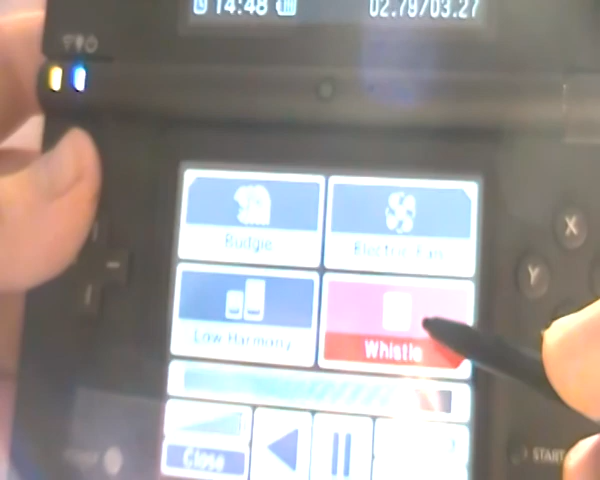 14:48
02.79/03.27
X
Y
Budgie
Electric Fan
Low Harmony
Whistle
Close
START